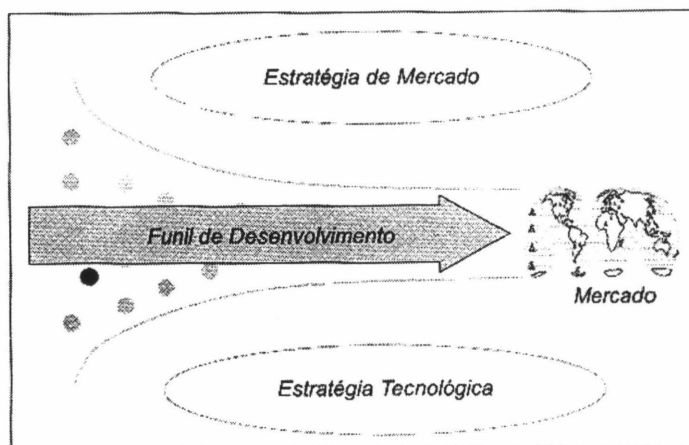 Estratégia de Mercado
Funil de Desenvolvimento
Mercado
Estratégia Tecnológica